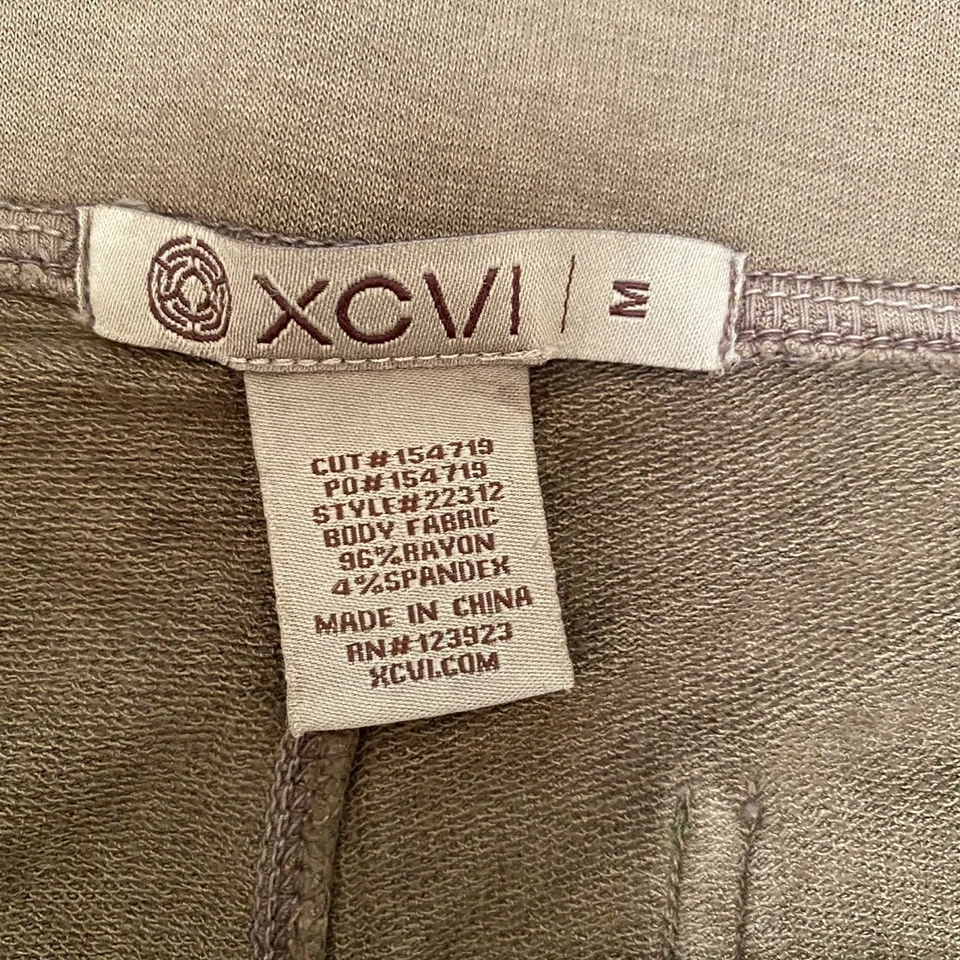 XCVI | M
CUT#154719
PO#154719
STYLE#22312
BODY FABRIC
96%RAYON
4%SPANDEX
MADE IN CHINA
RN#123923
XCVI.COM